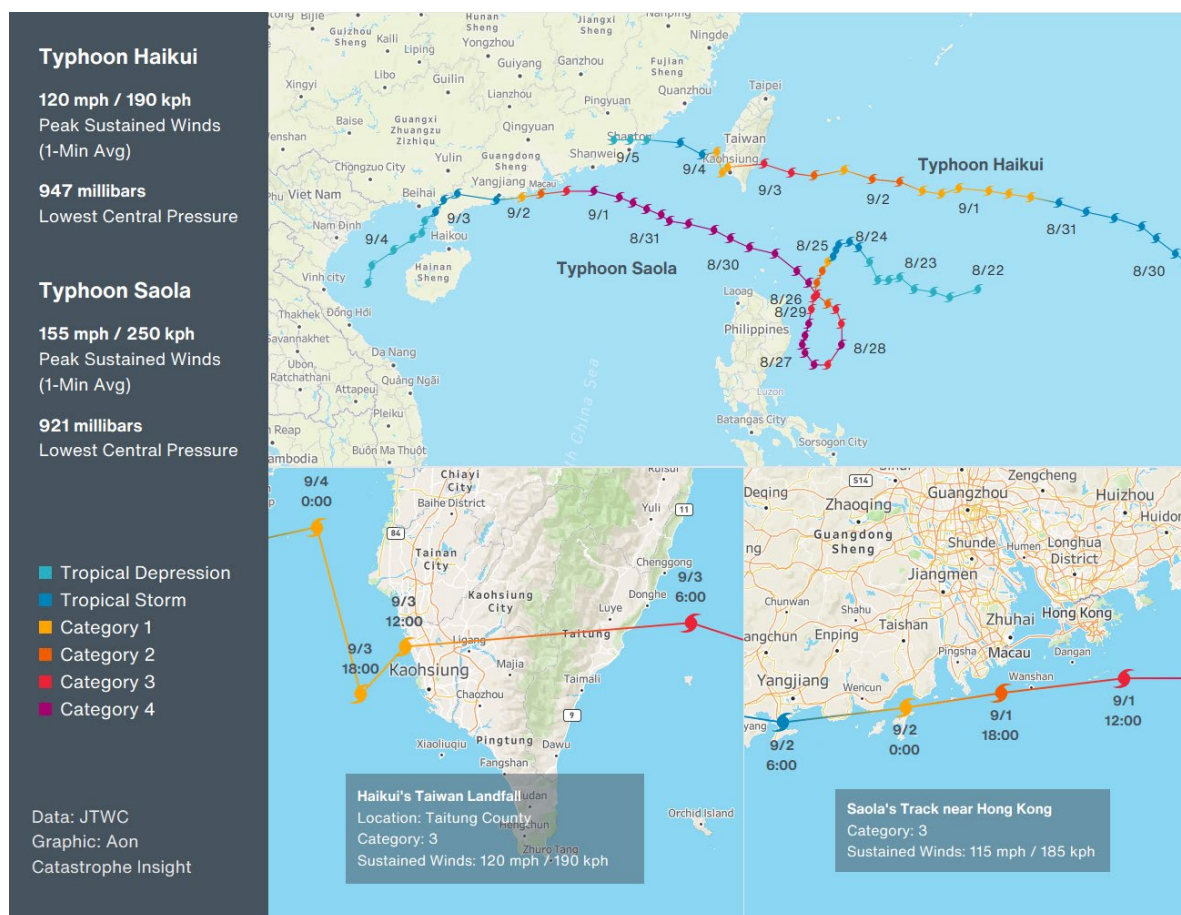 Typhoon Haikui
120 mph / 190 kph
Peak Sustained Winds
(1-Min Avg)
947 millibars
Lowest Central Pressure
Typhoon Saola
155 mph / 250 kph
Peak Sustained Winds
(1-Min Avg)
921 millibars
Lowest Central Pressure
Tropical Depression
Tropical Storm
Category 1
Category 2
Category 3
Category 4
Data: JTWC
Graphic: Aon
Catastrophe Insight
Guizhou
Sheng
Kaili
Hunan
Sheng
Jiangxi
Sheng
Nanping
Ningde
Liping
Yongzhou
Ganzhou
Fujian
Sheng
Xingyi
Libo
Guilin
Guiyang
Quanzhou
Taipei
Lianzhou
Pingyuan
Baise
Guangxi
Zhuangzu
Zizhiqu
Qingyuan
Shantou
Taiwan
Chongzuo City
Yulin
Guangdong
Sheng
Shanwei
9/5
9/4
Kaohsiung
Typhoon Haikui
Viet Nam
Beihai
Yangjiang
Macau
9/3
9/2
9/1
8/31
8/30
Nam Định
9/4
9/3
9/2
9/1
8/31
8/30
Haikou
Hainan
Sheng
Typhoon Saola
8/25
8/24
8/23
8/22
Vinh city
Laoag
8/26
8/29
8/28
8/27
Thakhek
Đồng Hới
Savannakhet
Philippines
Da Nang
Ubon
Ratchathani
Quảng Ngãi
Attapeu
Luzon
Pleiku
Batangas City
Buôn Ma Thuột
Sorsogon City
China Sea
9/4
0:00
Chiayi
City
Baihe District
Ruisui
Yuli
11
84
Tainan
City
Chenggong
9/3
12:00
Kaohsiung
City
9/3
6:00
Donghe
Luye
9/3
18:00
Ligang
Taitung
Kaohsiung
Majia
Chaozhou
Taimali
9
Xiaoliuqiu
Pingtung
Dawu
Fangshan
Haikui's Taiwan Landfall
Location: Taitung County
Category: 3
Sustained Winds: 120 mph / 190 kph
Hengchun
Zhuro Tang
Orchid Island
S14
Zengcheng
Deqing
Zhaoqing
Guangzhou
Huizhou
Guangdong
Sheng
Shunde
Humen
Longhua
District
Jiangmen
Chunwan
Shahu
Taishan
Zhuhai
Hong Kong
Enping
Pingsha
Macau
Dangan
Yangjiang
Wencun
Wanshan
9/2
6:00
9/2
0:00
9/1
18:00
9/1
12:00
Saola's Track near Hong Kong
Category: 3
Sustained Winds: 115 mph / 185 kph